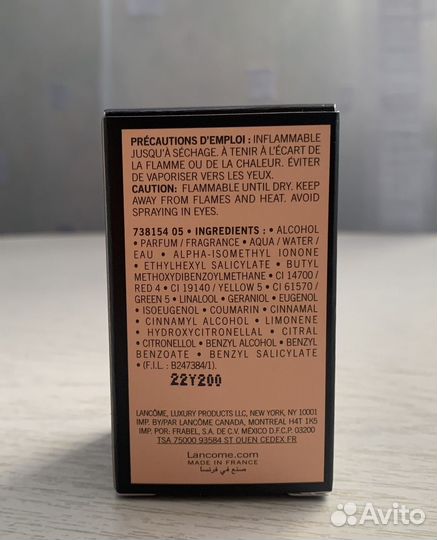 PRÉCAUTIONS D'EMPLOI : INFLAMMABLE
JUSQU'À SÉCHAGE. À TENIR À L'ÉCART DE
LA FLAMME OU DE LA CHALEUR. ÉVITER
DE VAPORISER VERS LES YEUX.
CAUTION: FLAMMABLE UNTIL DRY. KEEP
AWAY FROM FLAMES AND HEAT. AVOID
SPRAYING IN EYES.
738154 05 • INGREDIENTS : • ALCOHOL
• PARFUM / FRAGRANCE • AQUA / WATER /
EAU • ALPHA-ISOMETHYL IONONE
• ETHYLHEXYL SALICYLATE • BUTYL
METHOXYDIBENZOYLMETHANE • CI 14700 /
RED 4 • CI 19140 / YELLOW 5 • CI 61570 /
GREEN 5 • LINALOOL • GERANIOL • EUGENOL
• ISOEUGENOL • COUMARIN • CINNAMAL
• CINNAMYL ALCOHOL • LIMONENE
• HYDROXYCITRONELLAL • CITRAL
• CITRONELLOL • BENZYL ALCOHOL • BENZYL
BENZOATE • BENZYL SALICYLATE
• (F.I.L. : B247384/1).
22Y200
LANCÔME, LUXURY PRODUCTS LLC, NEW YORK, NY 10001
IMP. BY/PAR LANCÔME CANADA, MONTREAL H4T 1K5
IMP. POR: FRABEL, S.A. DE C.V. MÉXICO D.F.C.P. 03200
TSA 75000 93584 ST OUEN CEDEX.FR
Lancome.com
MADE IN FRANCE
صنع في فرنسا
Avito